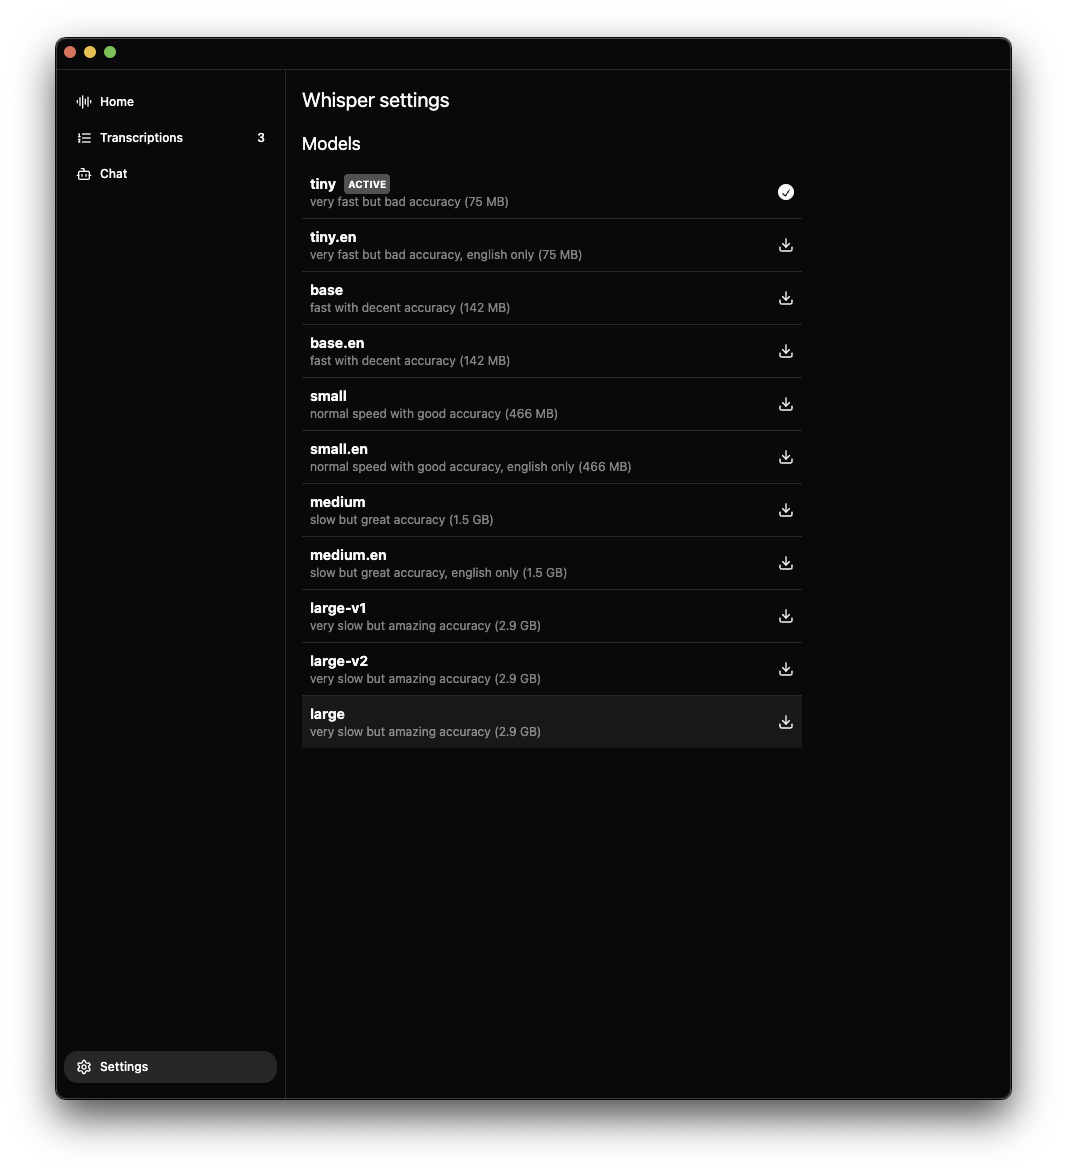 Home
Transcriptions 3
Chat
Settings
Whisper settings
Models
tiny ACTIVE
very fast but bad accuracy (75 MB)
tiny.en
very fast but bad accuracy, english only (75 MB)
base
fast with decent accuracy (142 MB)
base.en
fast with decent accuracy (142 MB)
small
normal speed with good accuracy (466 MB)
small.en
normal speed with good accuracy, english only (466 MB)
medium
slow but great accuracy (1.5 GB)
medium.en
slow but great accuracy, english only (1.5 GB)
large-v1
very slow but amazing accuracy (2.9 GB)
large-v2
very slow but amazing accuracy (2.9 GB)
large
very slow but amazing accuracy (2.9 GB)